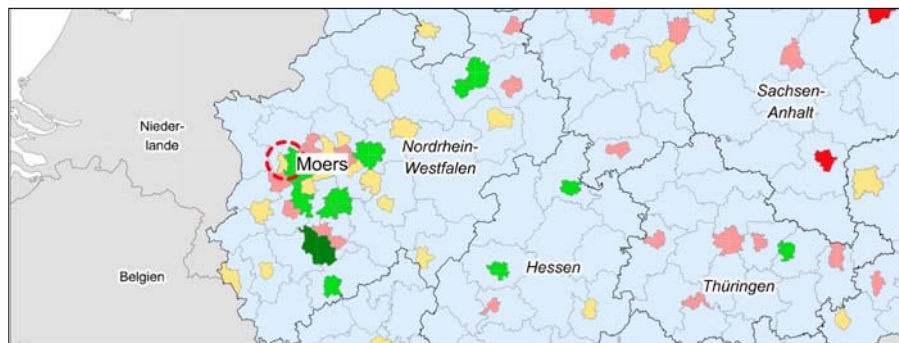 Sachsen-
Anhalt
Nieder-
lande
Nordrhein-
Westfalen
Moers
Belgien
Hessen
Thüringen